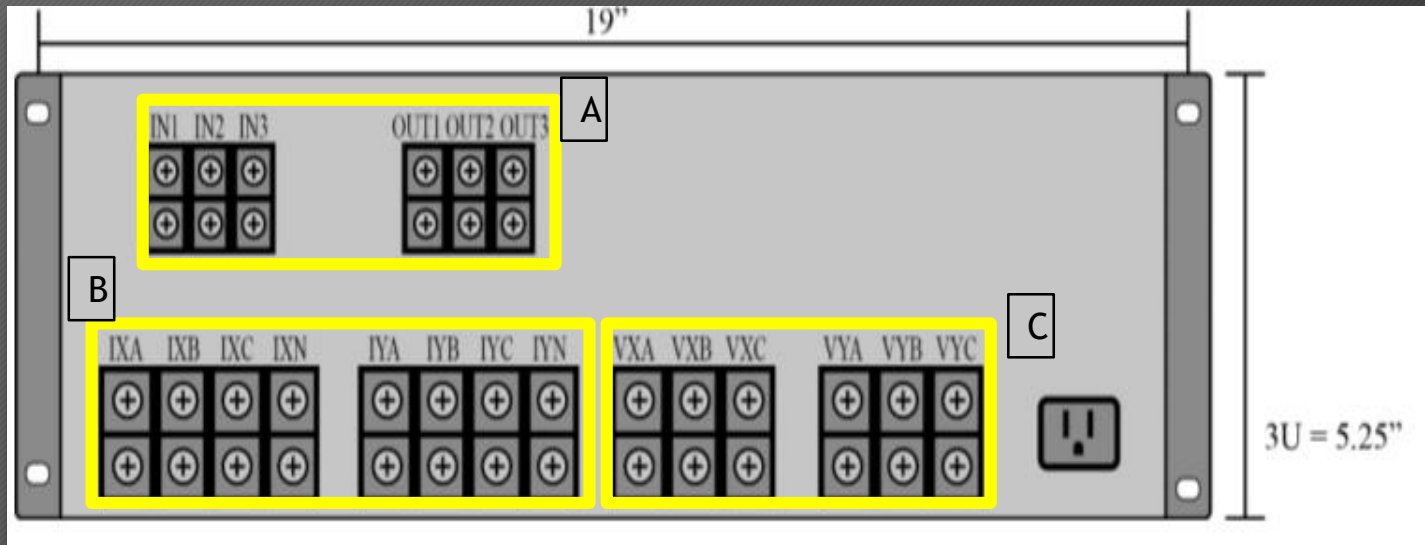 19”
A
IN1 IN2 IN3 OUT1 OUT2 OUT3
B
C
IXA IXB IXC IXN IYA IYB IYC IYN VXA VXB VXC VYA VYB VYC
3U = 5.25”